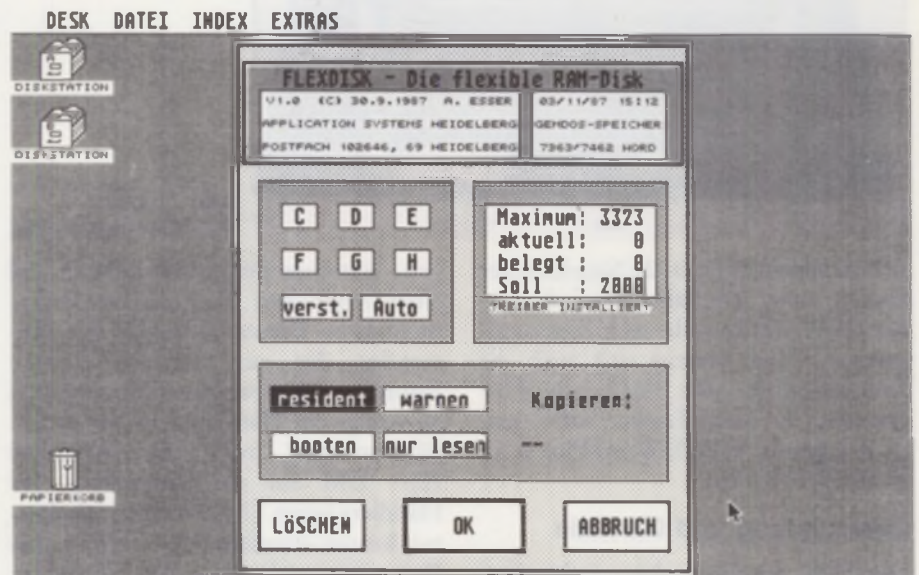 DESK DATEI INDEX EXTRAS
DISKSTATION
DISKSTATION
PAPIERKORB
FLEXDISK - Die flexible RAM-Disk
V1.0 (C) 30.9.1987 A. ESSER
APPLICATION SYSTEMS HEIDELBERG
POSTFACH 102646, 69 HEIDELBERG
03/11/87 15:12
GEMDOS-SPEICHER
7363/7462 NORD
C D E
F G H
verst. Auto
Maximum: 3323
aktuell: 0
belegt : 0
Soll : 2000
TREIBER INSTALLIERT
resident warnen Kopieren:
booten nur lesen --
LÖSCHEN OK ABBRUCH